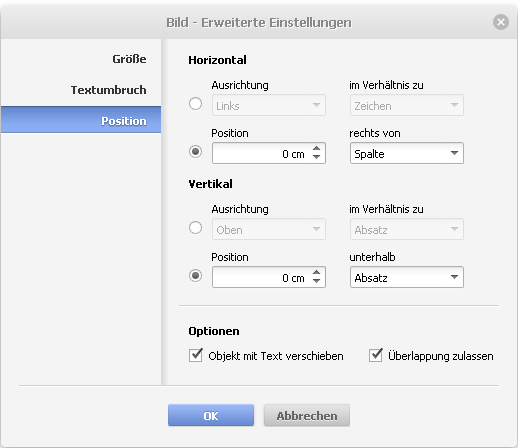 Bild - Erweiterte Einstellungen
Größe
Textumbruch
Position
Horizontal
Ausrichtung im Verhältnis zu
Links Zeichen
Position rechts von
0 cm Spalte
Vertikal
Ausrichtung im Verhältnis zu
Oben Absatz
Position unterhalb
0 cm Absatz
Optionen
Objekt mit Text verschieben Überlappung zulassen
OK Abbrechen